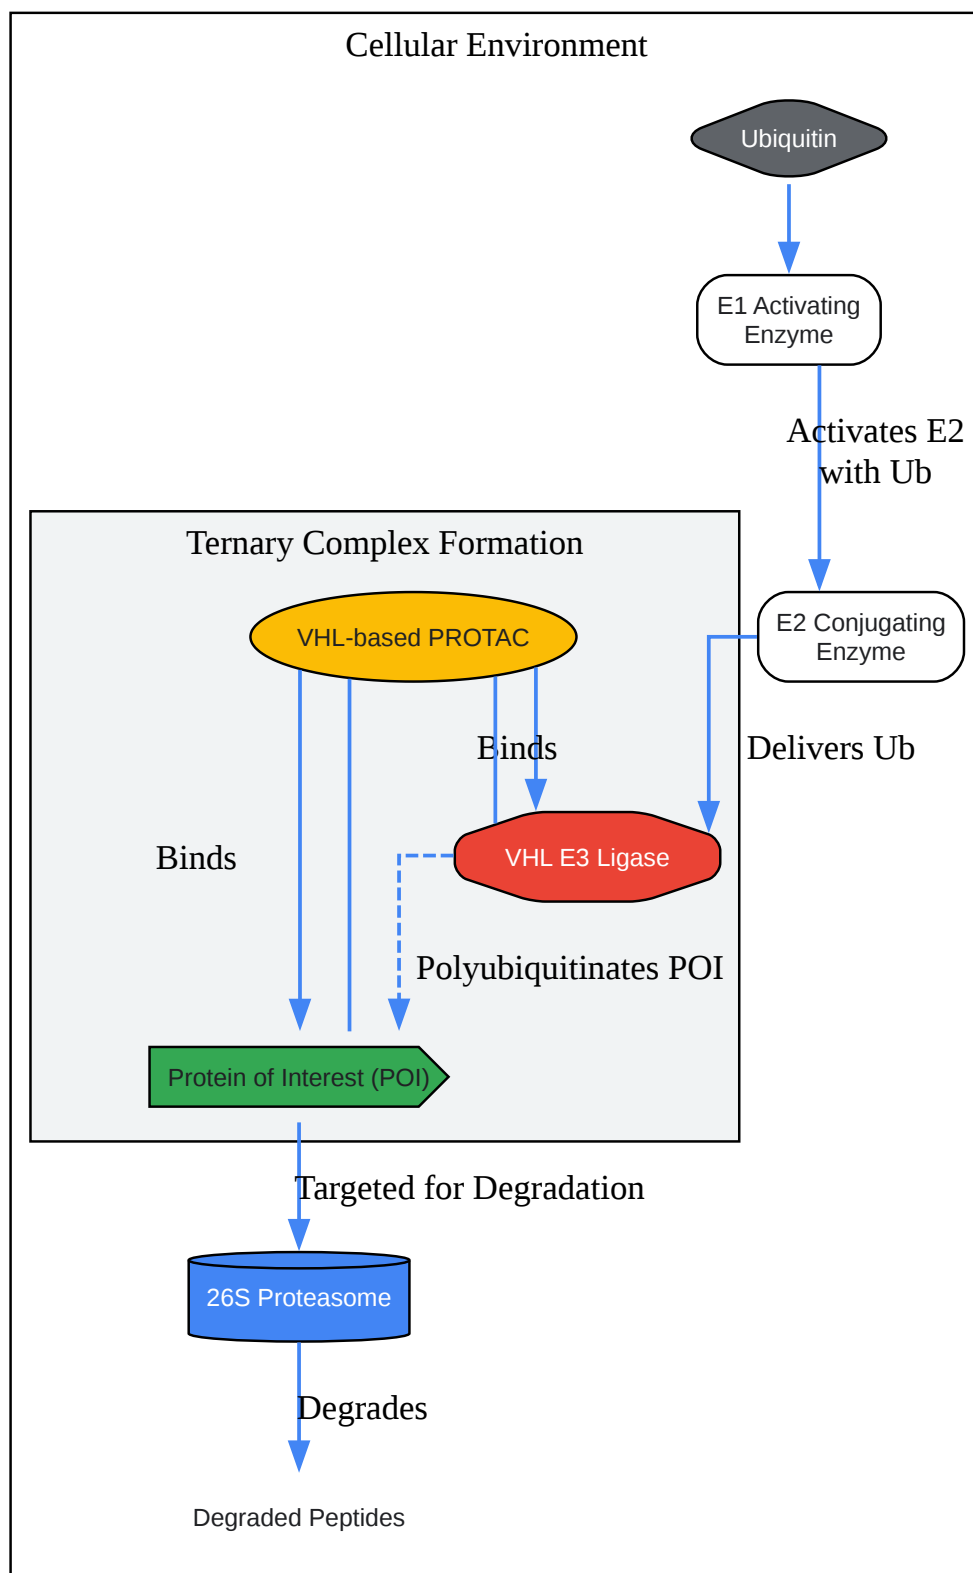 Cellular Environment
Ubiquitin
E1 Activating
Enzyme
Activates E2
with Ub
Ternary Complex Formation
VHL-based PROTAC
E2 Conjugating
Enzyme
Binds
Delivers Ub
Binds
VHL E3 Ligase
Polyubiquitinates POI
Protein of Interest (POI)
Targeted for Degradation
26S Proteasome
Degrades
Degraded Peptides